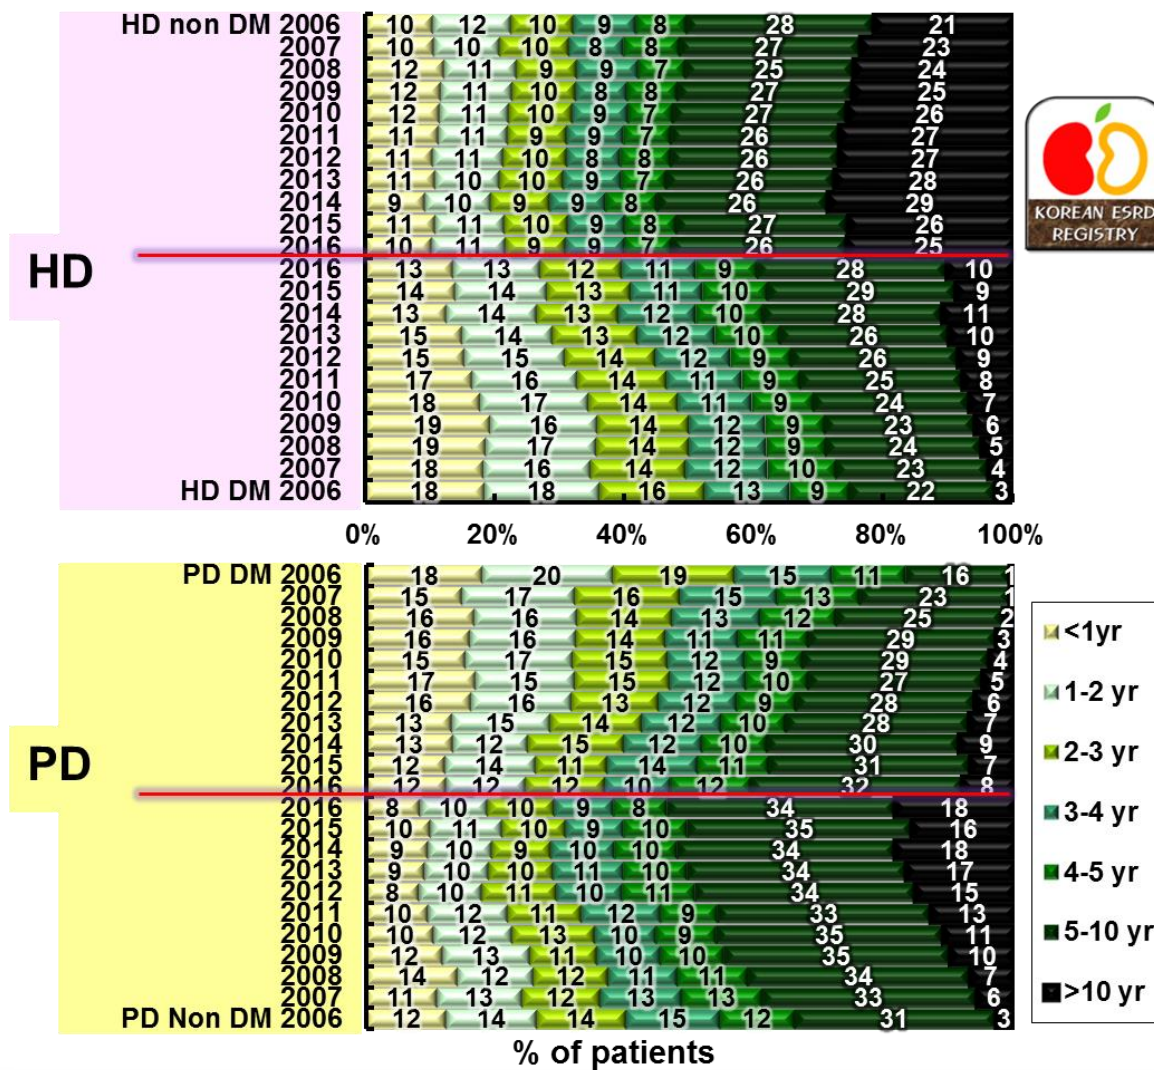 HD non DM 2006 10 12 10 9 8 28 21
2007 10 10 10 8 8 27 23
2008 12 11 9 9 7 25 24
2009 12 11 10 8 8 27 25
2010 12 11 10 9 7 27 26
2011 11 11 9 9 7 26 27
2012 11 11 10 8 8 26 27
2013 11 10 10 9 7 26 28
2014 9 10 9 9 8 26 29
2015 11 11 10 9 8 27 26
2016 10 11 9 9 7 26 25
KOREAN ESRD
REGISTRY
HD
2016 13 13 12 11 9 28 10
2015 14 14 13 11 10 29 9
2014 13 14 13 12 10 28 11
2013 15 14 13 12 10 26 10
2012 15 15 14 12 9 26 9
2011 17 16 14 11 9 25 8
2010 18 17 14 11 9 24 7
2009 19 16 14 12 9 23 6
2008 19 17 14 12 9 24 5
2007 18 16 14 12 10 23 4
HD DM 2006 18 18 16 13 9 22 3
0% 20% 40% 60% 80% 100%
PD DM 2006 18 20 19 15 11 16 1
2007 15 17 16 15 13 23 1
2008 16 16 14 13 12 25 2
2009 16 16 14 11 11 29 3
2010 15 17 15 12 9 29 4
2011 17 15 15 12 10 27 5
2012 16 16 13 12 9 28 6
2013 13 15 14 12 10 28 7
2014 13 12 15 12 10 30 9
2015 12 14 11 14 11 31 7
2016 12 12 12 10 12 32 8
PD
2016 8 10 10 9 8 34 18
2015 10 11 10 9 10 35 16
2014 9 10 9 10 10 34 18
2013 9 10 10 11 10 34 17
2012 8 10 11 10 11 34 15
2011 10 12 11 12 9 33 13
2010 10 12 13 10 9 35 11
2009 12 13 11 10 10 35 10
2008 14 12 12 11 11 34 7
2007 11 13 12 13 13 33 6
PD Non DM 2006 12 14 14 15 12 31 3
% of patients
<1yr
1-2 yr
2-3 yr
3-4 yr
4-5 yr
5-10 yr
>10 yr